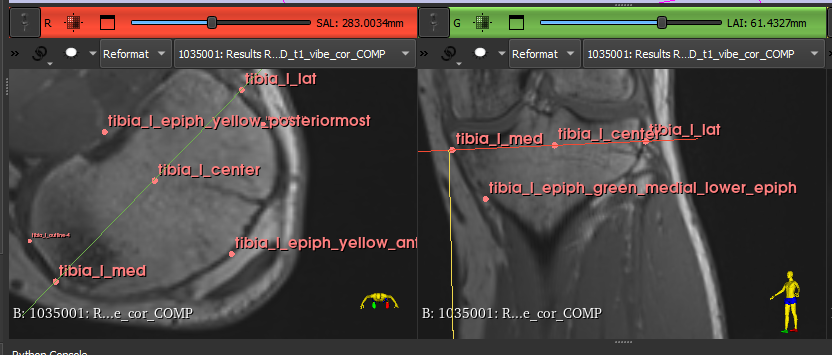 R
SAL: 283.0034mm
G
LAI: 61.4327mm
»
Reformat
1035001: Results R...D_t1_vibe_cor_COMP
»
Reformat
1035001: Results R...D_t1_vibe_cor_COMP
tibia_l_lat
tibia_l_epiph_yellow_posteriormost
tibia_l_center
tibia_l_outline-4
tibia_l_epiph_yellow_ant
tibia_l_med
B: 1035001: R...e_cor_COMP
tibia_l_med
tibia_l_center
tibia_l_lat
tibia_l_epiph_green_medial_lower_epiph
B: 1035001: R...e_cor_COMP
Python Console